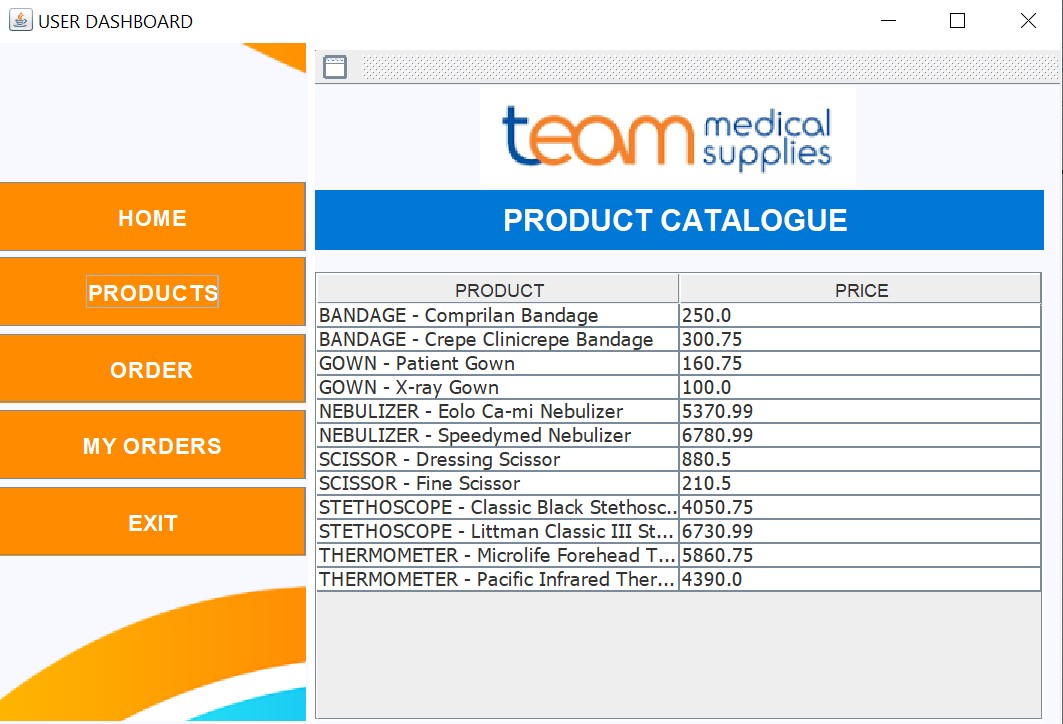 USER DASHBOARD
HOME
PRODUCTS
ORDER
MY ORDERS
EXIT
team medical supplies
PRODUCT CATALOGUE
PRODUCT PRICE
BANDAGE - Comprilan Bandage 250.0
BANDAGE - Crepe Clinicrepe Bandage 300.75
GOWN - Patient Gown 160.75
GOWN - X-ray Gown 100.0
NEBULIZER - Eolo Ca-mi Nebulizer 5370.99
NEBULIZER - Speedymed Nebulizer 6780.99
SCISSOR - Dressing Scissor 880.5
SCISSOR - Fine Scissor 210.5
STETHOSCOPE - Classic Black Stethosc... 4050.75
STETHOSCOPE - Littman Classic III St... 6730.99
THERMOMETER - Microlife Forehead T... 5860.75
THERMOMETER - Pacific Infrared Ther... 4390.0